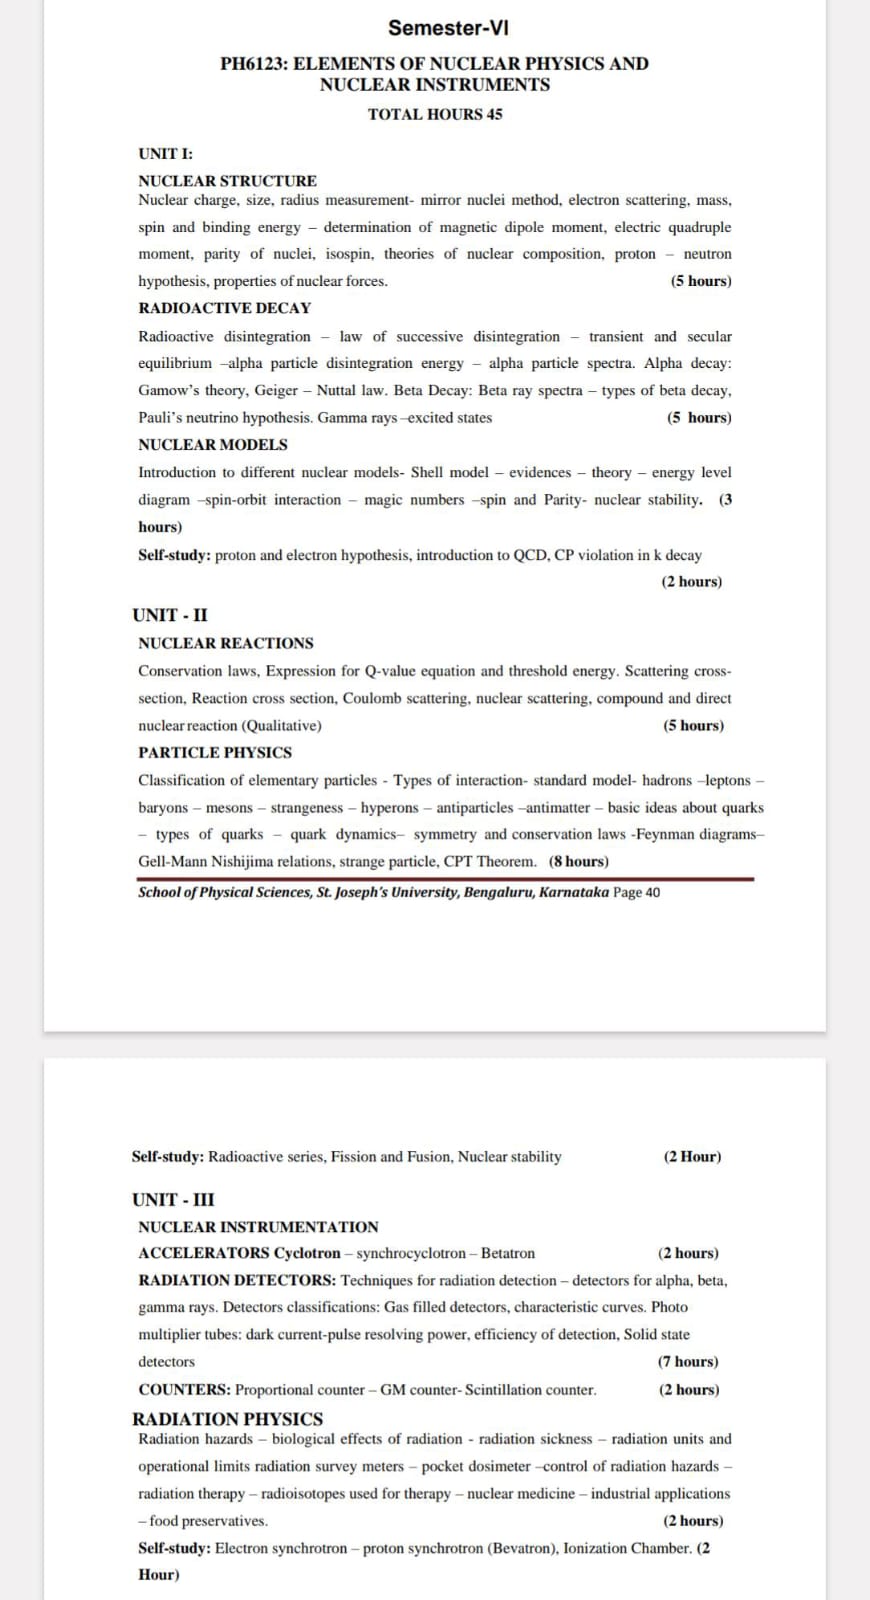 Semester-VI
PH6123: ELEMENTS OF NUCLEAR PHYSICS AND
NUCLEAR INSTRUMENTS
TOTAL HOURS 45
UNIT I:
NUCLEAR STRUCTURE
Nuclear charge, size, radius measurement- mirror nuclei method, electron scattering, mass,
spin and binding energy – determination of magnetic dipole moment, electric quadruple
moment, parity of nuclei, isospin, theories of nuclear composition, proton – neutron
hypothesis, properties of nuclear forces. (5 hours)
RADIOACTIVE DECAY
Radioactive disintegration – law of successive disintegration – transient and secular
equilibrium –alpha particle disintegration energy – alpha particle spectra. Alpha decay:
Gamow's theory, Geiger – Nuttal law. Beta Decay: Beta ray spectra – types of beta decay,
Pauli's neutrino hypothesis. Gamma rays –excited states (5 hours)
NUCLEAR MODELS
Introduction to different nuclear models- Shell model – evidences – theory – energy level
diagram –spin-orbit interaction – magic numbers –spin and Parity- nuclear stability. (3
hours)
Self-study: proton and electron hypothesis, introduction to QCD, CP violation in k decay
(2 hours)
UNIT - II
NUCLEAR REACTIONS
Conservation laws, Expression for Q-value equation and threshold energy. Scattering cross-
section, Reaction cross section, Coulomb scattering, nuclear scattering, compound and direct
nuclear reaction (Qualitative) (5 hours)
PARTICLE PHYSICS
Classification of elementary particles - Types of interaction- standard model- hadrons –leptons –
baryons – mesons – strangeness – hyperons – antiparticles –antimatter – basic ideas about quarks
– types of quarks – quark dynamics– symmetry and conservation laws -Feynman diagrams–
Gell-Mann Nishijima relations, strange particle, CPT Theorem. (8 hours)
School of Physical Sciences, St. Joseph's University, Bengaluru, Karnataka Page 40
Self-study: Radioactive series, Fission and Fusion, Nuclear stability (2 Hour)
UNIT - III
NUCLEAR INSTRUMENTATION
ACCELERATORS Cyclotron – synchrocyclotron – Betatron (2 hours)
RADIATION DETECTORS: Techniques for radiation detection – detectors for alpha, beta,
gamma rays. Detectors classifications: Gas filled detectors, characteristic curves. Photo
multiplier tubes: dark current-pulse resolving power, efficiency of detection, Solid state
detectors (7 hours)
COUNTERS: Proportional counter – GM counter- Scintillation counter. (2 hours)
RADIATION PHYSICS
Radiation hazards – biological effects of radiation - radiation sickness – radiation units and
operational limits radiation survey meters – pocket dosimeter –control of radiation hazards –
radiation therapy – radioisotopes used for therapy – nuclear medicine – industrial applications
– food preservatives. (2 hours)
Self-study: Electron synchrotron – proton synchrotron (Bevatron), Ionization Chamber. (2
Hour)